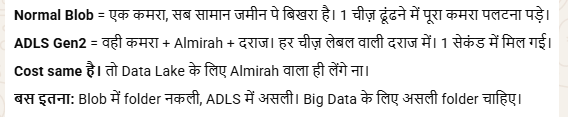 Normal Blob = एक कमरा, सब सामान जमीन पे बिखरा है। 1 चीज़ ढूंढने में पूरा कमरा पलटना पड़े।
ADLS Gen2 = वही कमरा + Almirah + दराज। हर चीज़ लेबल वाली दराज में। 1 सेकंड में मिल गई।
Cost same है। तो Data Lake के लिए Almirah वाला ही लेंगे ना।
बस इतना: Blob में folder नकली, ADLS में असली। Big Data के लिए असली folder चाहिए।